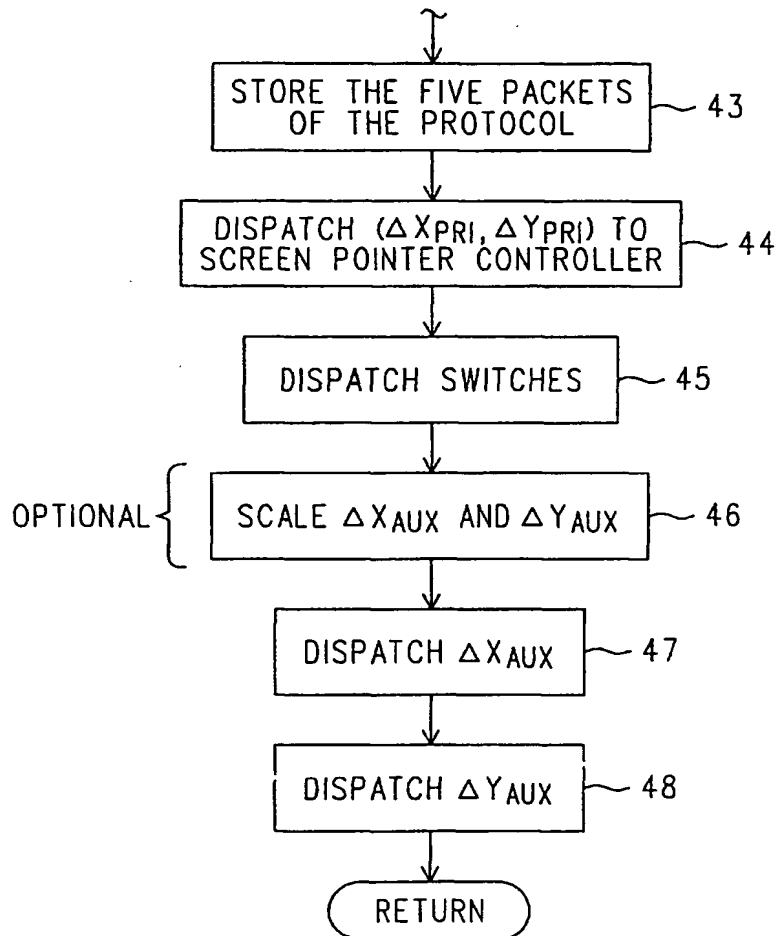 STORE THE FIVE PACKETS
OF THE PROTOCOL
43
DISPATCH (ΔXPRI, ΔYPRI) TO
SCREEN POINTER CONTROLLER
44
DISPATCH SWITCHES
45
OPTIONAL
SCALE ΔXAUX AND ΔYAUX
46
DISPATCH ΔXAUX
47
DISPATCH ΔYAUX
48
RETURN